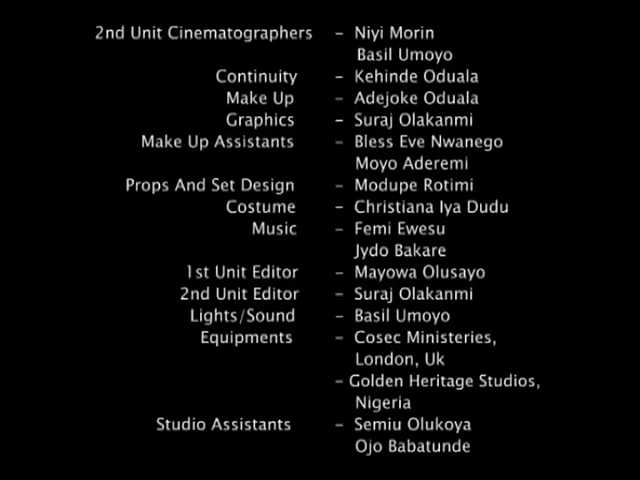 2nd Unit Cinematographers - Niyi Morin
Basil Umoyo
Continuity - Kehinde Oduala
Make Up - Adejoke Oduala
Graphics - Suraj Olakanmi
Make Up Assistants - Bless Eve Nwanego
Moyo Aderemi
Props And Set Design - Modupe Rotimi
Costume - Christiana Iya Dudu
Music - Femi Ewesu
Jydo Bakare
1st Unit Editor - Mayowa Olusayo
2nd Unit Editor - Suraj Olakanmi
Lights/Sound - Basil Umoyo
Equipments - Cosec Ministeries,
London, Uk
- Golden Heritage Studios,
Nigeria
Studio Assistants - Semiu Olukoya
Ojo Babatunde